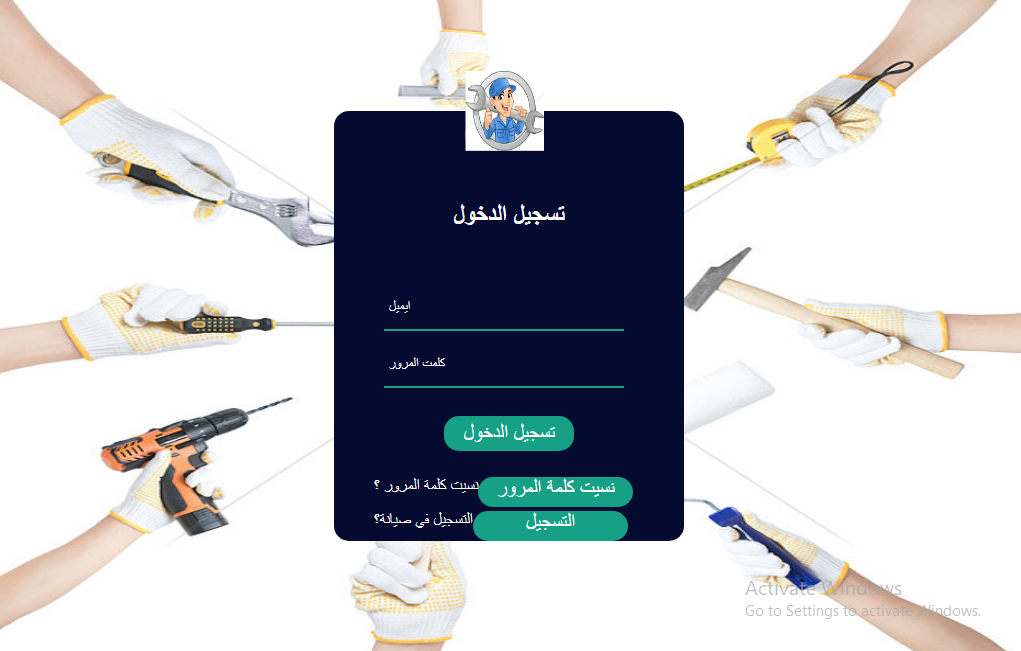 تسجيل الدخول
ايميل
كلمت المرور
تسجيل الدخول
نسيت كلمة المرور ؟ نسيت كلمة المرور
التسجيل في صيانة؟ التسجيل
Activate Windows
Go to Settings to activate Windows.